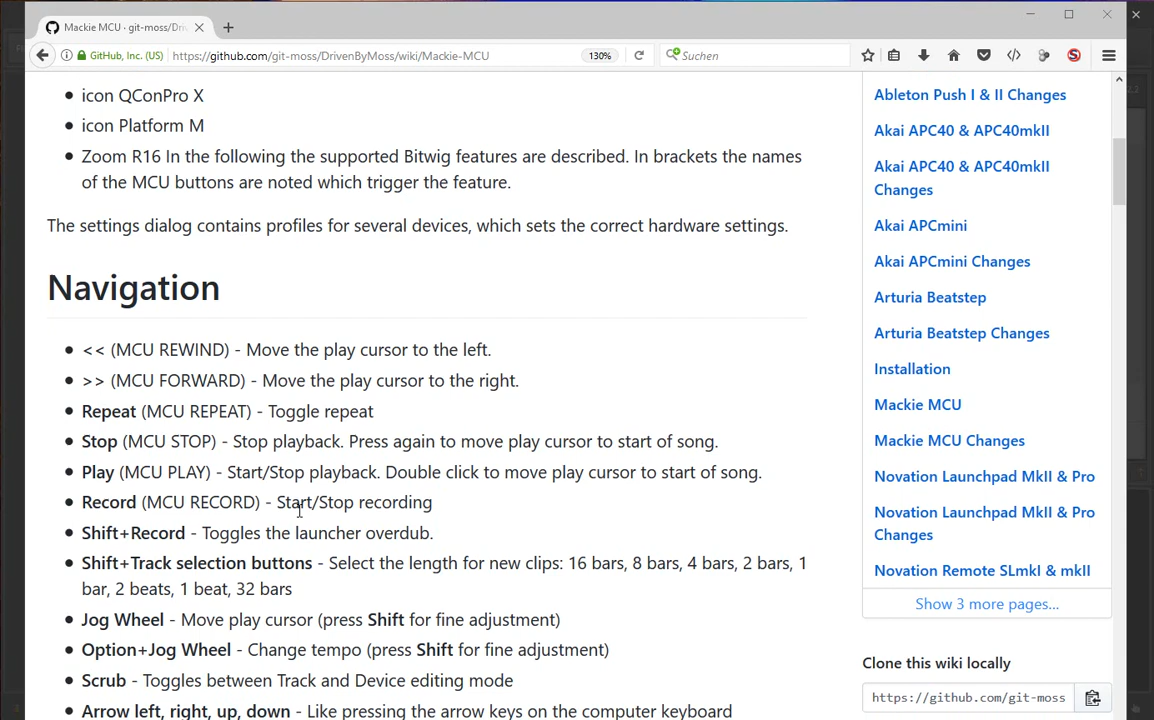 Mackie MCU · git-moss/Dri
GitHub, Inc. (US)
https://github.com/git-moss/DrivenByMoss/wiki/Mackie-MCU
130%
Suchen
icon QConPro X
icon Platform M
Zoom R16 In the following the supported Bitwig features are described. In brackets the names
of the MCU buttons are noted which trigger the feature.
The settings dialog contains profiles for several devices, which sets the correct hardware settings.
Navigation
<< (MCU REWIND) - Move the play cursor to the left.
>> (MCU FORWARD) - Move the play cursor to the right.
Repeat (MCU REPEAT) - Toggle repeat
Stop (MCU STOP) - Stop playback. Press again to move play cursor to start of song.
Play (MCU PLAY) - Start/Stop playback. Double click to move play cursor to start of song.
Record (MCU RECORD) - Start/Stop recording
Shift+Record - Toggles the launcher overdub.
Shift+Track selection buttons - Select the length for new clips: 16 bars, 8 bars, 4 bars, 2 bars, 1
bar, 2 beats, 1 beat, 32 bars
Jog Wheel - Move play cursor (press Shift for fine adjustment)
Option+Jog Wheel - Change tempo (press Shift for fine adjustment)
Scrub - Toggles between Track and Device editing mode
Arrow left, right, up, down - Like pressing the arrow keys on the computer keyboard
Ableton Push I & II Changes
Akai APC40 & APC40mkII
Akai APC40 & APC40mkII
Changes
Akai APCmini
Akai APCmini Changes
Arturia Beatstep
Arturia Beatstep Changes
Installation
Mackie MCU
Mackie MCU Changes
Novation Launchpad MkII & Pro
Novation Launchpad MkII & Pro
Changes
Novation Remote SLmkI & mkII
Show 3 more pages...
Clone this wiki locally
https://github.com/git-moss